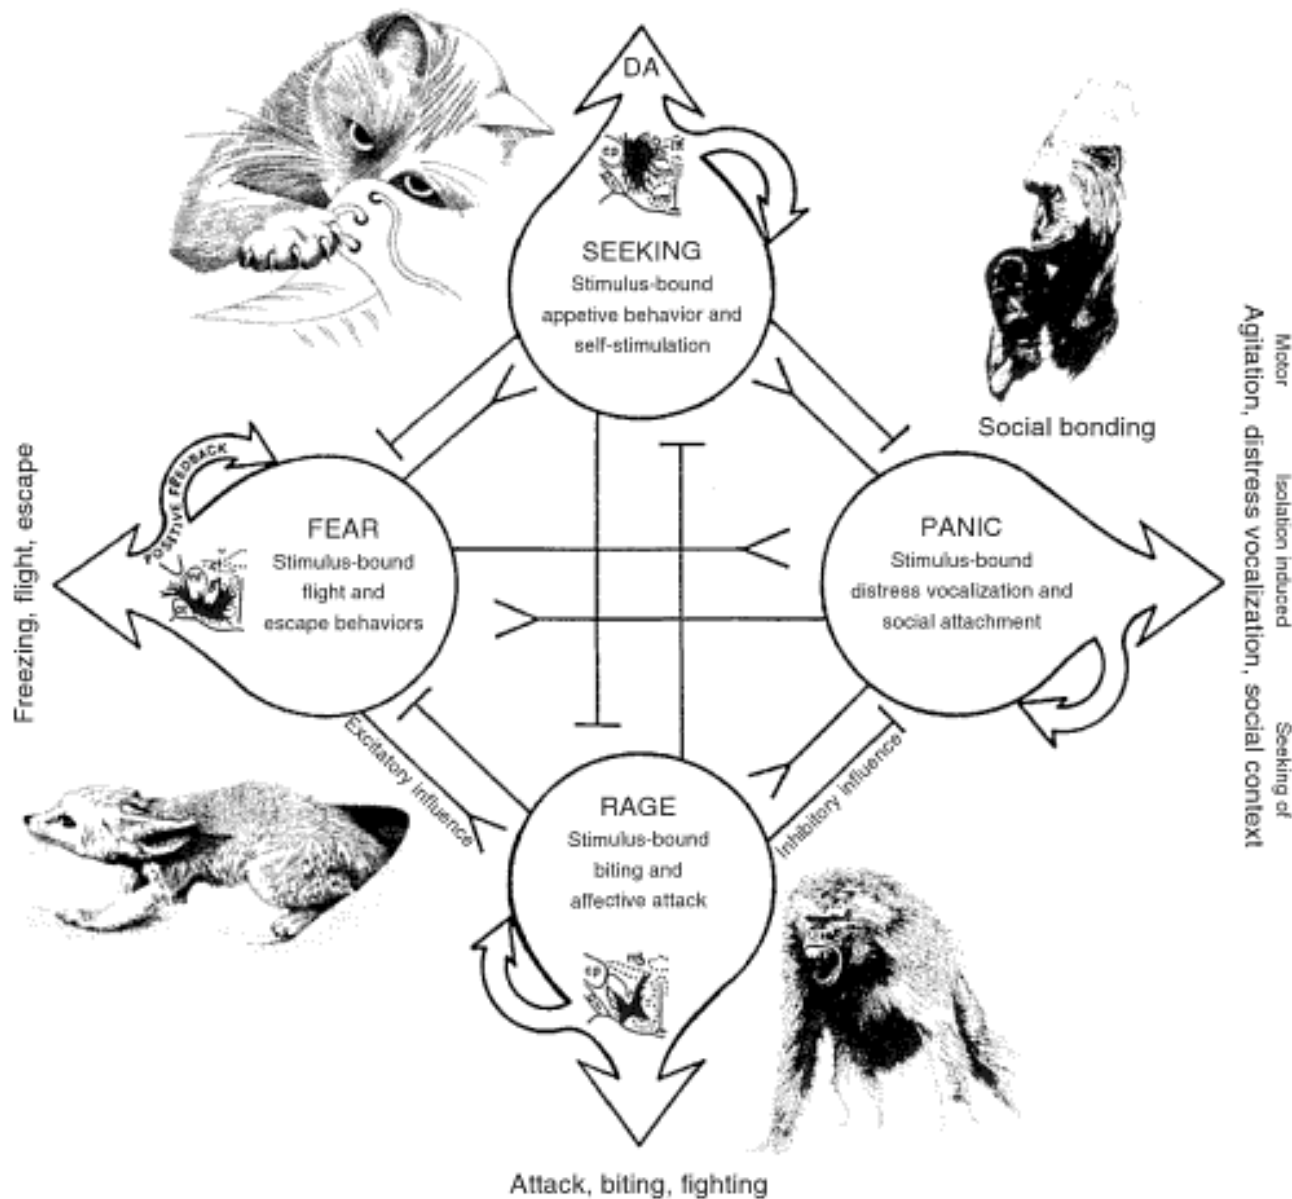 DA
SEEKING
Stimulus-bound
appetive behavior and
self-stimulation
Social bonding
Motor
Agitation, distress vocalization, social context
Isolation induced
Seeking of
Freezing, flight, escape
POSITIVE FEEDBACK
FEAR
Stimulus-bound
flight and
escape behaviors
PANIC
Stimulus-bound
distress vocalization and
social attachment
Excitatory influence
Inhibitory influence
RAGE
Stimulus-bound
biting and
affective attack
cp
Attack, biting, fighting